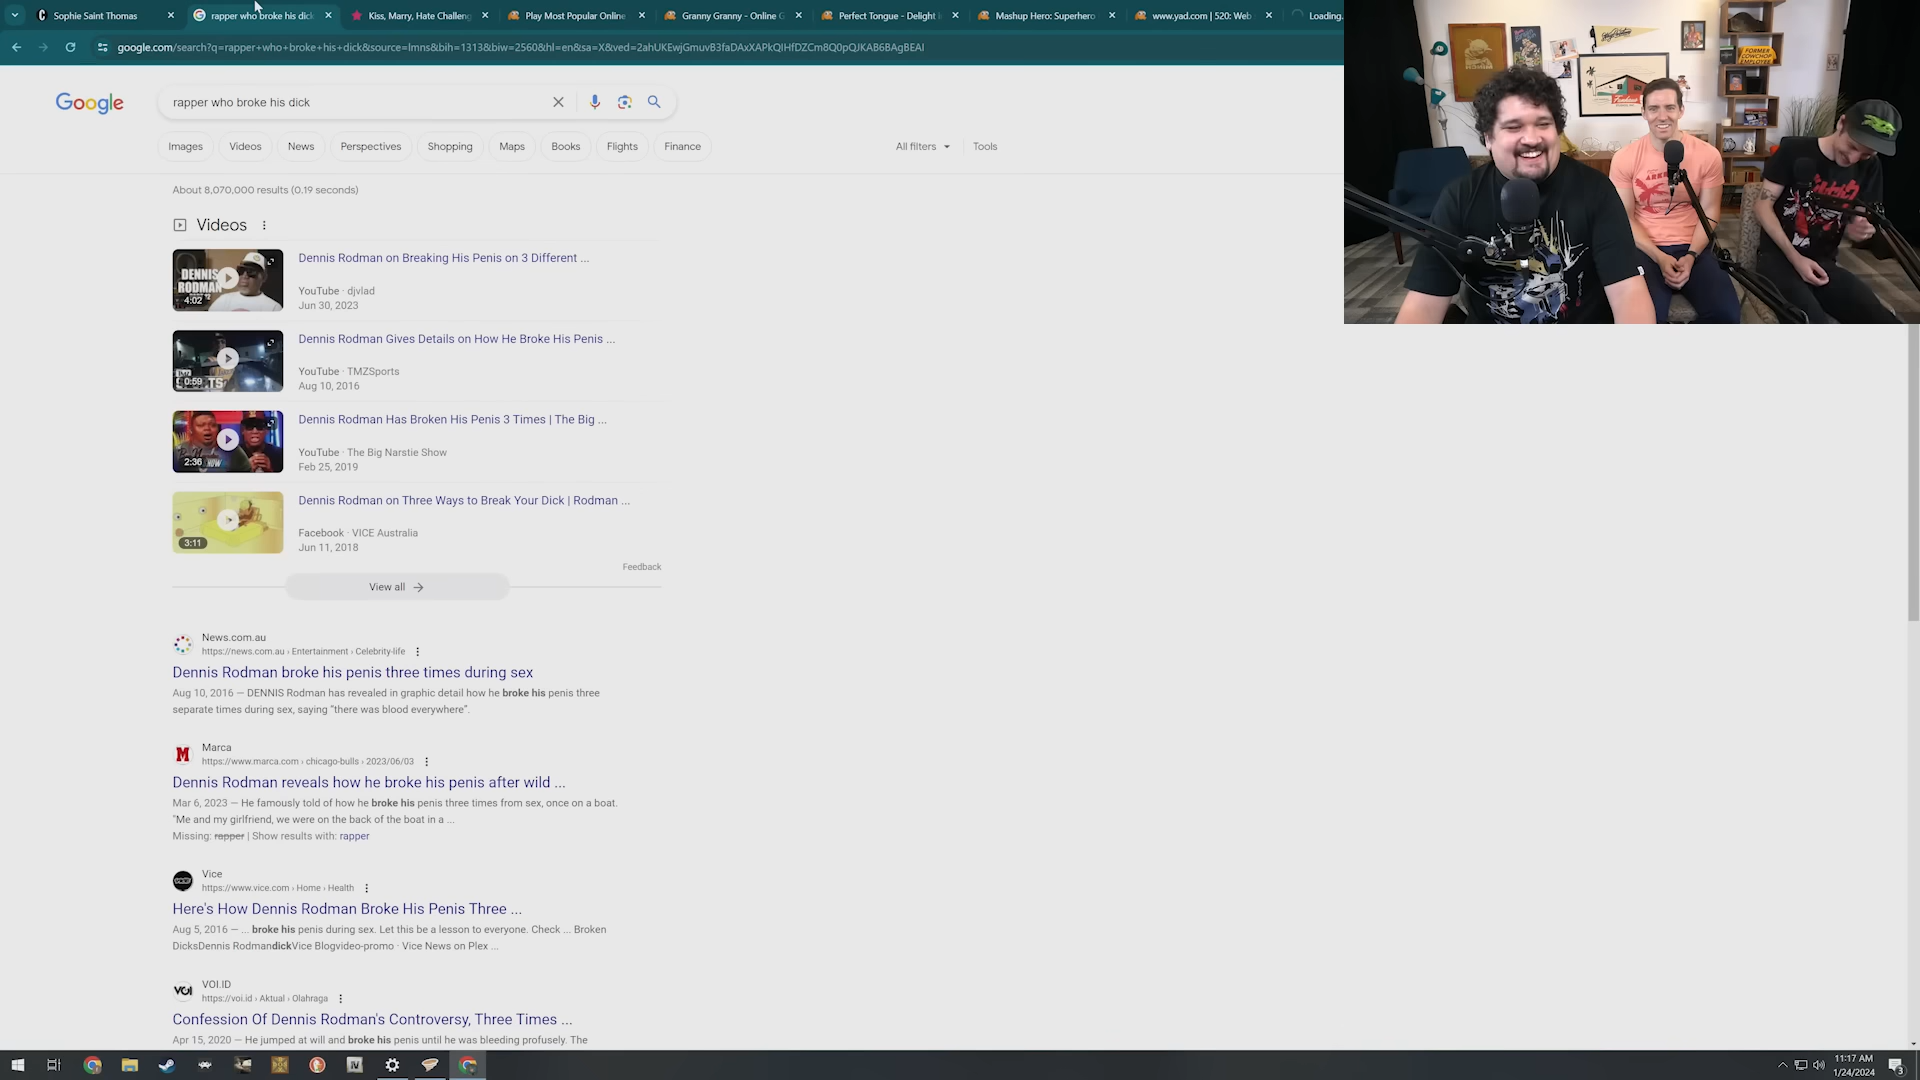 Sophie Saint Thomas
rapper who broke his dick
Kiss, Marry, Hate Challeng
Play Most Popular Online
Granny Granny - Online G
Perfect Tongue - Delight
Mashup Hero: Superhero
www.yad.com | 520: Web
Loading.
google.com/search?q=rapper+who+broke+his+dick&source=lmns&bih=1313&biw=2560&hl=en&sa=X&ved=2ahUKEwjGmuvB3faDAxXAPkQIHfDZCm8Q0pQJKAB6BAgBEAI
Google
rapper who broke his dick
Images
Videos
News
Perspectives
Shopping
Maps
Books
Flights
Finance
All filters
Tools
About 8,070,000 results (0.19 seconds)
Videos
DENNIS
RODMAN
4:02
Dennis Rodman on Breaking His Penis on 3 Different ...
YouTube · djvlad
Jun 30, 2023
0:59
Dennis Rodman Gives Details on How He Broke His Penis ...
YouTube · TMZSports
Aug 10, 2016
2:36
Dennis Rodman Has Broken His Penis 3 Times | The Big ...
YouTube · The Big Narstie Show
Feb 25, 2019
3:11
Dennis Rodman on Three Ways to Break Your Dick | Rodman ...
Facebook · VICE Australia
Jun 11, 2018
Feedback
View all
News.com.au
https://news.com.au › Entertainment › Celebrity-life
Dennis Rodman broke his penis three times during sex
Aug 10, 2016 — DENNIS Rodman has revealed in graphic detail how he broke his penis three
separate times during sex, saying “there was blood everywhere”.
Marca
https://www.marca.com › chicago-bulls › 2023/06/03
Dennis Rodman reveals how he broke his penis after wild ...
Mar 6, 2023 — He famously told of how he broke his penis three times from sex, once on a boat.
"Me and my girlfriend, we were on the back of the boat in a ...
Missing: rapper | Show results with: rapper
Vice
https://www.vice.com › Home › Health
Here's How Dennis Rodman Broke His Penis Three ...
Aug 5, 2016 — ... broke his penis during sex. Let this be a lesson to everyone. Check ... Broken
DicksDennis RodmandickVice Blogvideo-promo · Vice News on Plex ...
VOI.ID
https://voi.id › Aktual › Olahraga
Confession Of Dennis Rodman's Controversy, Three Times ...
Apr 15, 2020 — He jumped at will and broke his penis until he was bleeding profusely. The
FORMER
COWCHOP
EMPLOYEE
11:17 AM
1/24/2024
3